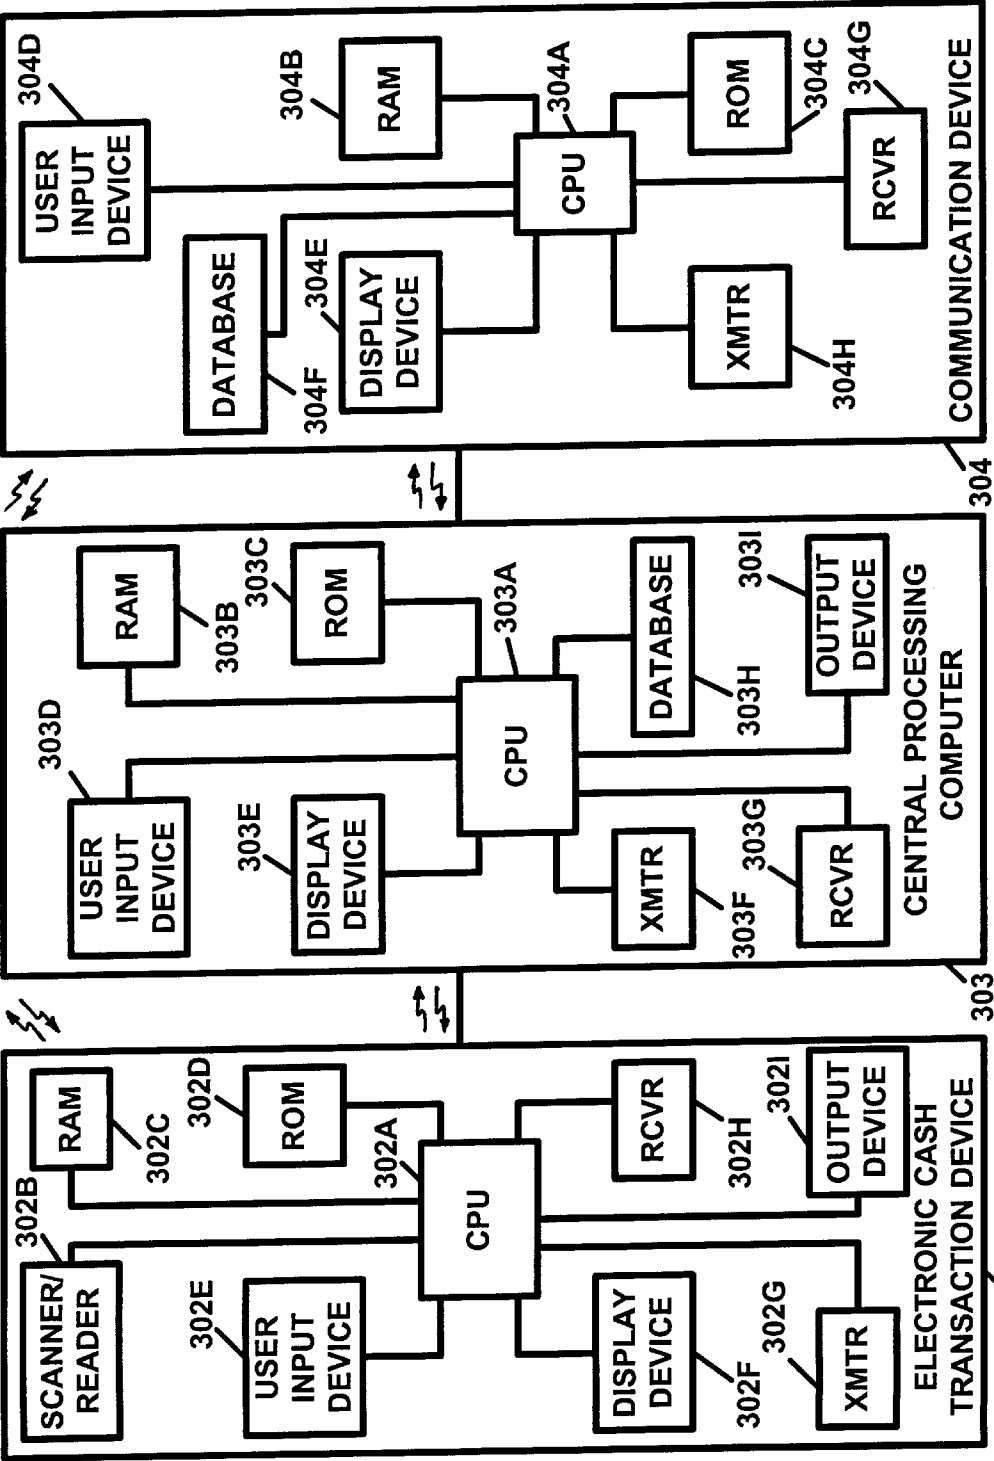 SCANNER/
READER
302B
RAM
302C
302D
ROM
302E
USER
INPUT
DEVICE
302A
CPU
DISPLAY
DEVICE
302F
RCVR
302H
302G
XMTR
302I
OUTPUT
DEVICE
ELECTRONIC CASH
TRANSACTION DEVICE
303D
USER
INPUT
DEVICE
RAM
303B
303C
ROM
303E
DISPLAY
DEVICE
303A
CPU
XMTR
303F
DATABASE
303H
303G
RCVR
303I
OUTPUT
DEVICE
CENTRAL PROCESSING
COMPUTER
303
304D
USER
INPUT
DEVICE
DATABASE
304F
304B
RAM
304E
DISPLAY
DEVICE
304A
CPU
XMTR
304H
ROM
304C
304G
RCVR
COMMUNICATION DEVICE
304